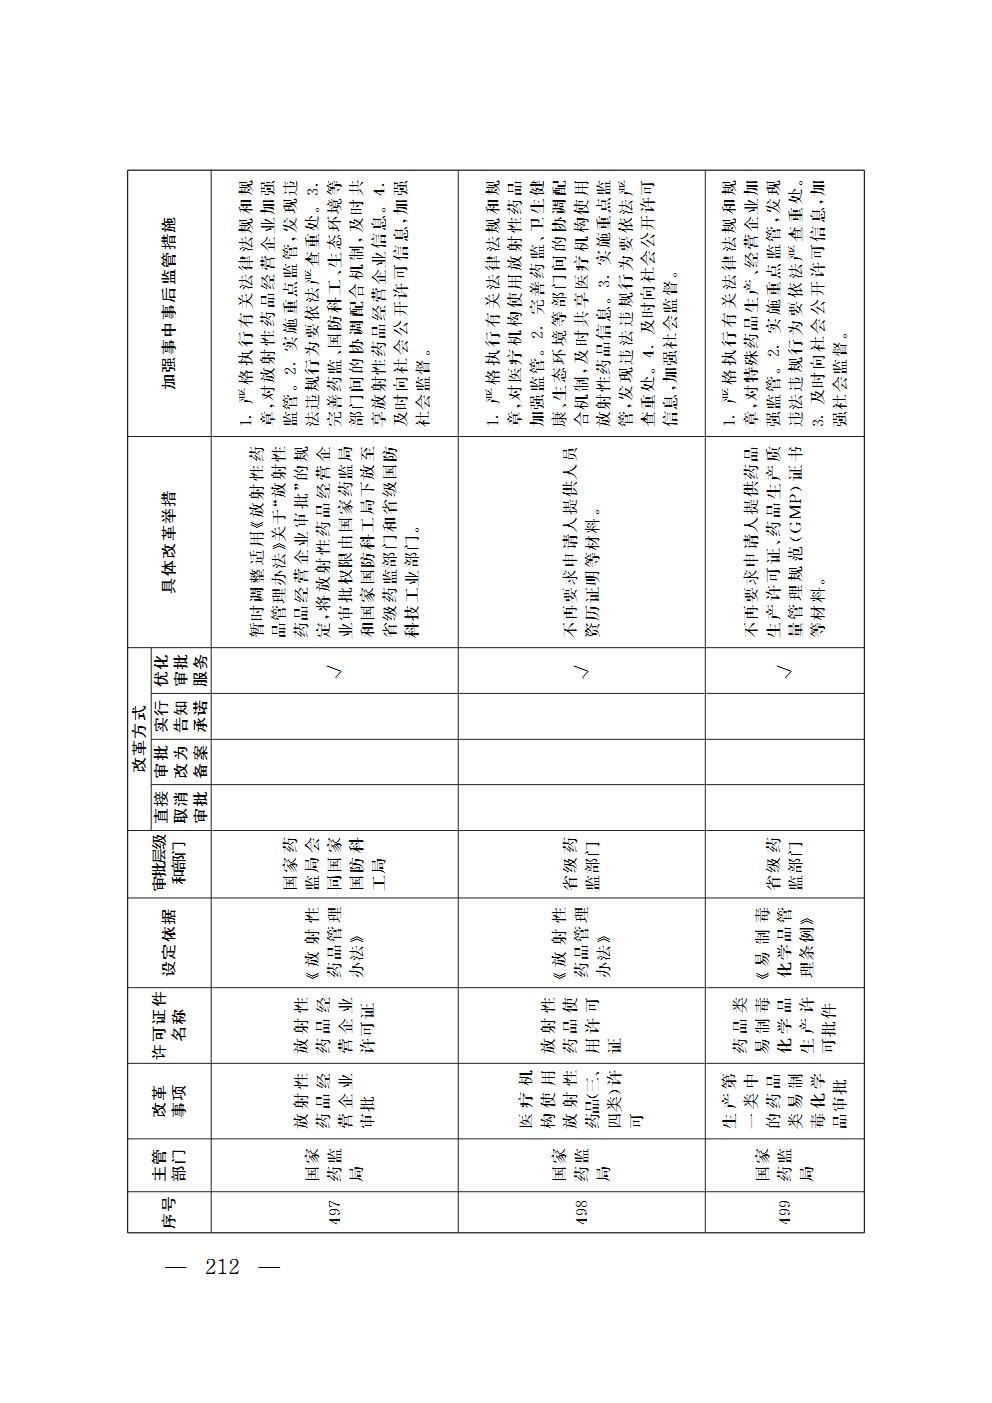 序号
主管
部门
改革
事项
许可证件
名称
设定依据
审批层级
和部门
改革方式
直接
取消
审批
审批
改为
备案
实行
告知
承诺
优化
审批
服务
具体改革举措
加强事中事后监管措施
497
国家
药监
局
放射性
药品经
营企业
审批
放射性
药品经
营企业
许可证
《放射性
药品管理
办法》
国家药
监局会
同国家
国防科
工局
√
暂时调整适用《放射性药
品管理办法》关于“放射性
药品经营企业审批”的规
定,将放射性药品经营企
业审批权限由国家药监局
和国家国防科工局下放至
省级药监部门和省级国防
科技工业部门。
1. 严格执行有关法律法规和规
章,对放射性药品经营企业加强
监管。2. 实施重点监管,发现违
法违规行为要依法严查重处。3.
完善药监、国防科工、生态环境等
部门间的协调配合机制,及时共
享放射性药品经营企业信息。4.
及时向社会公开许可信息,加强
社会监督。
498
国家
药监
局
医疗机
构使用
放射性
药品(三、
四类)许
可
放射性
药品使
用许可
证
《放射性
药品管理
办法》
省级药
监部门
√
不再要求申请人提供人员
资历证明等材料。
1. 严格执行有关法律法规和规
章,对医疗机构使用放射性药品
加强监管。2. 完善药监、卫生健
康、生态环境等部门间的协调配
合机制,及时共享医疗机构使用
放射性药品信息。3. 实施重点监
管,发现违法违规行为要依法严
查重处。4. 及时向社会公开许可
信息,加强社会监督。
499
国家
药监
局
生产第
一类中
的药品
类易制
毒化学
品审批
药品类
易制毒
化学品
生产许
可批件
《易制毒
化学品管
理条例》
省级药
监部门
√
不再要求申请人提供药品
生产许可证、药品生产质
量管理规范(GMP)证书
等材料。
1. 严格执行有关法律法规和规
章,对特殊药品生产、经营企业加
强监管。2. 实施重点监管,发现
违法违规行为要依法严查重处。
3. 及时向社会公开许可信息,加
强社会监督。
— 212 —